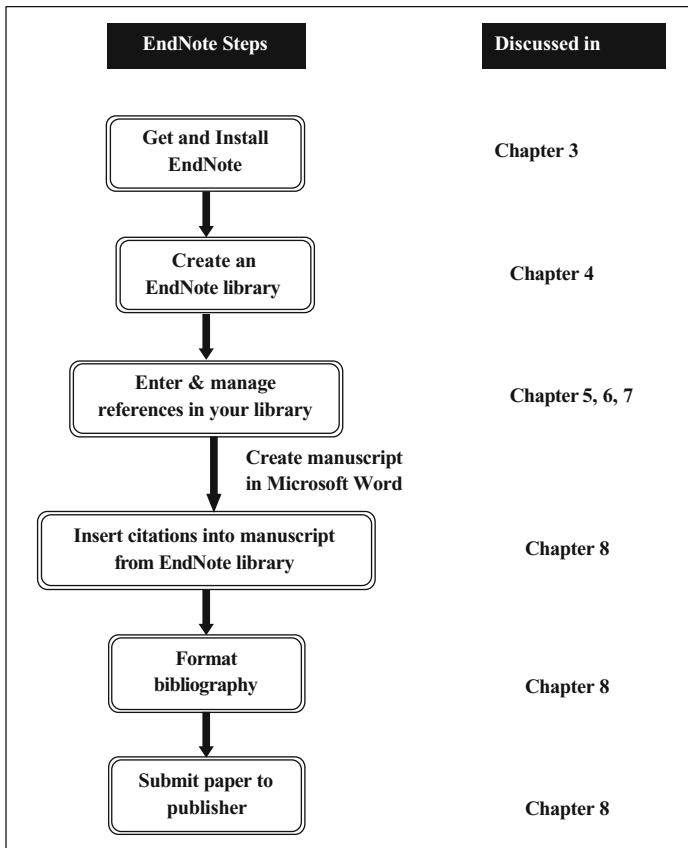 EndNote Steps
Discussed in
Get and Install
EndNote
Chapter 3
Create an
EndNote library
Chapter 4
Enter & manage
references in your library
Chapter 5, 6, 7
Create manuscript
in Microsoft Word
Insert citations into manuscript
from EndNote library
Chapter 8
Format
bibliography
Chapter 8
Submit paper to
publisher
Chapter 8